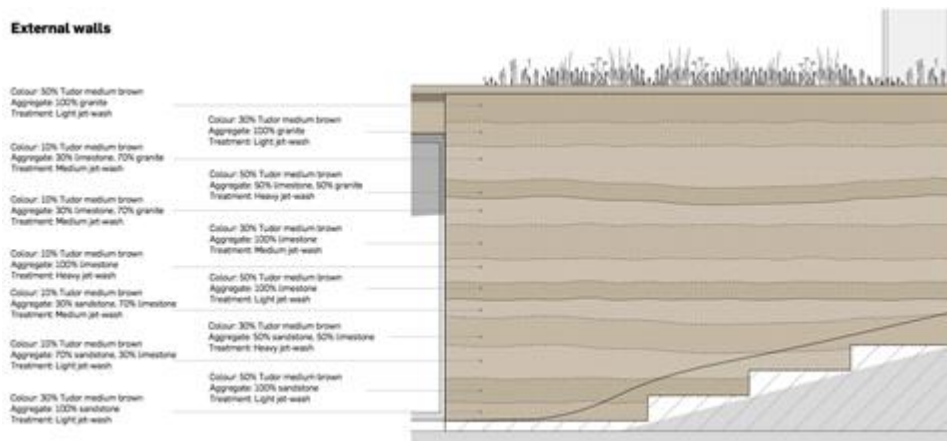 External walls
Colour: 50% Tudor medium brown
Aggregate: 100% granite
Treatment: Light jet-wash
Colour: 30% Tudor medium brown
Aggregate: 100% granite
Treatment: Light jet-wash
Colour: 10% Tudor medium brown
Aggregate: 30% limestone, 70% granite
Treatment: Medium jet-wash
Colour: 50% Tudor medium brown
Aggregate: 50% limestone, 50% granite
Treatment: Heavy jet-wash
Colour: 10% Tudor medium brown
Aggregate: 30% limestone, 70% granite
Treatment: Medium jet-wash
Colour: 30% Tudor medium brown
Aggregate: 100% limestone
Treatment: Medium jet-wash
Colour: 10% Tudor medium brown
Aggregate: 100% limestone
Treatment: Heavy jet-wash
Colour: 50% Tudor medium brown
Aggregate: 100% limestone
Treatment: Light jet-wash
Colour: 10% Tudor medium brown
Aggregate: 30% sandstone, 70% limestone
Treatment: Medium jet-wash
Colour: 30% Tudor medium brown
Aggregate: 50% sandstone, 50% limestone
Treatment: Heavy jet-wash
Colour: 10% Tudor medium brown
Aggregate: 70% sandstone, 30% limestone
Treatment: Light jet-wash
Colour: 50% Tudor medium brown
Aggregate: 100% sandstone
Treatment: Light jet-wash
Colour: 30% Tudor medium brown
Aggregate: 100% sandstone
Treatment: Light jet-wash